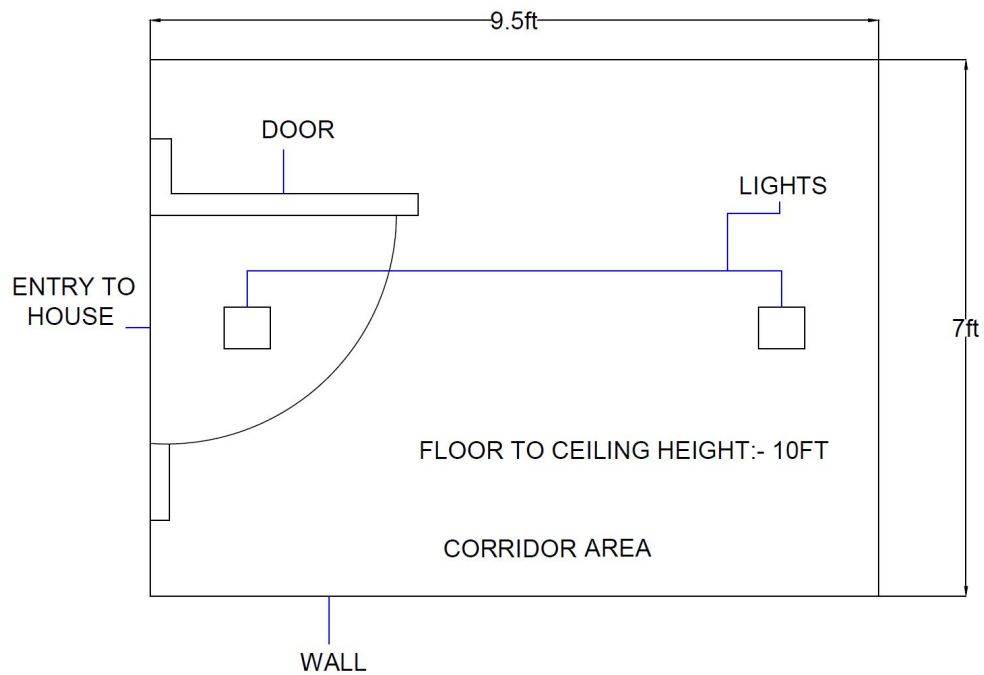 9.5ft
DOOR
LIGHTS
ENTRY TO
HOUSE
7ft
FLOOR TO CEILING HEIGHT:- 10FT
CORRIDOR AREA
WALL